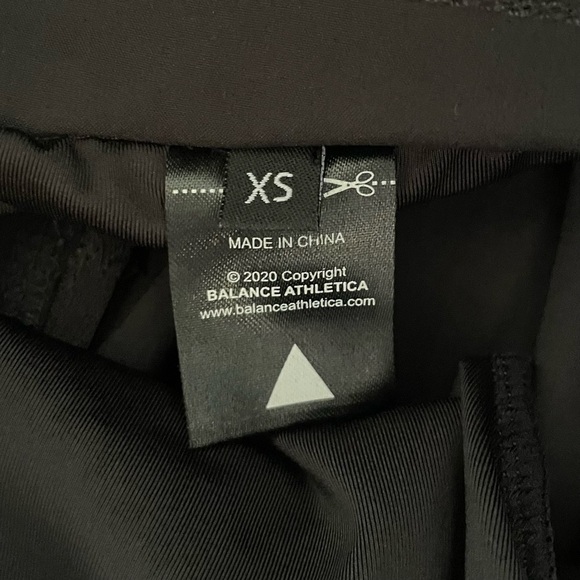 XS
MADE IN CHINA
© 2020 Copyright
BALANCE ATHLETICA
www.balanceathletica.com